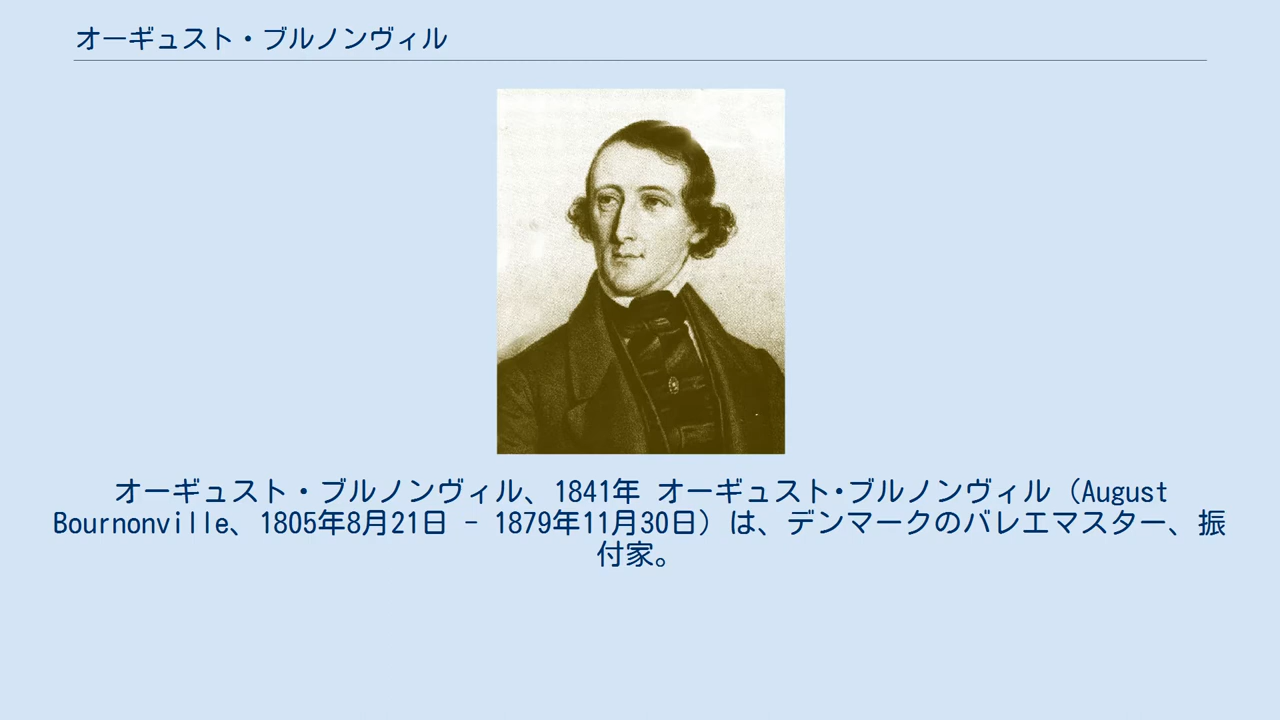 オーギュスト・ブルノンヴィル
オーギュスト・ブルノンヴィル、1841年 オーギュスト・ブルノンヴィル（August
Bournonville、1805年8月21日 - 1879年11月30日）は、デンマークのバレエマスター、振
付家。